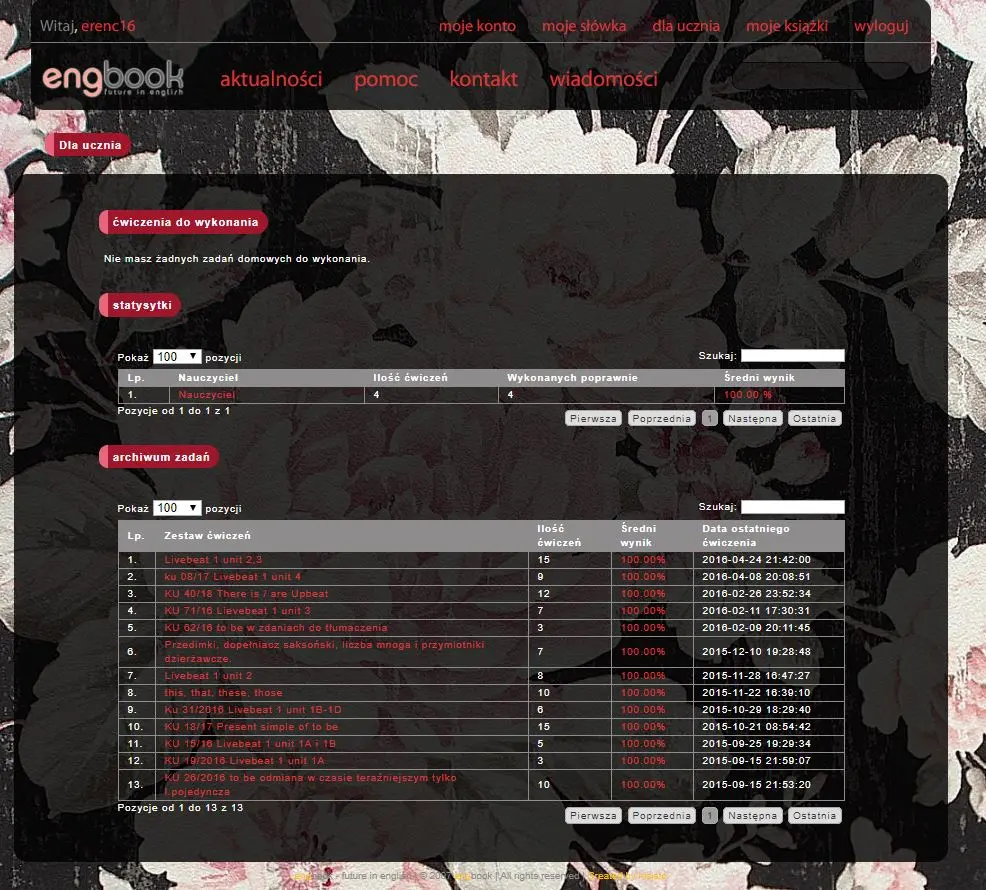 Witaj, erenc16 moje konto moje słówka dla ucznia moje książki wyloguj
engbook aktualności pomoc kontakt wiadomości
future in english
Dla ucznia
ćwiczenia do wykonania
Nie masz żadnych zadań domowych do wykonania.
statysytki
Pokaż 100 pozycji Szukaj:
Lp. Nauczyciel Ilość ćwiczeń Wykonanych poprawnie Średni wynik
1. Nauczyciel 4 4 100.00 %
Pozycje od 1 do 1 z 1
Pierwsza Poprzednia 1 Następna Ostatnia
archiwum zadań
Pokaż 100 pozycji Szukaj:
Lp. Zestaw ćwiczeń Ilość ćwiczeń Średni wynik Data ostatniego ćwiczenia
1. Livebeat 1 unit 2,3 15 100.00% 2016-04-24 21:42:00
2. ku 08/17 Livebeat 1 unit 4 9 100.00% 2016-04-08 20:08:51
3. KU 40/18 There is / are Upbeat 12 100.00% 2016-02-26 23:52:34
4. KU 71/16 Lievebeat 1 unit 3 7 100.00% 2016-02-11 17:30:31
5. KU 62/16 to be w zdaniach do tłumaczenia 3 100.00% 2016-02-09 20:11:45
6. Przedimki, dopełniacz saksoński, liczba mnoga i przymiotniki dzierżawcze. 7 100.00% 2015-12-10 19:28:48
7. Livebeat 1 unit 2 8 100.00% 2015-11-28 16:47:27
8. this, that, these, those 10 100.00% 2015-11-22 16:39:10
9. Ku 31/2016 Livebeat 1 unit 1B-1D 6 100.00% 2015-10-29 18:29:40
10. KU 18/17 Present simple of to be 15 100.00% 2015-10-21 08:54:42
11. KU 15/16 Livebeat 1 unit 1A i 1B 5 100.00% 2015-09-25 19:29:34
12. KU 19/2016 Livebeat 1 unit 1A 3 100.00% 2015-09-15 21:59:07
13. KU 26/2016 to be odmiana w czasie teraźniejszym tylko l.pojedyncza 10 100.00% 2015-09-15 21:53:20
Pozycje od 1 do 13 z 13
Pierwsza Poprzednia 1 Następna Ostatnia
engbook - future in english | © 2007 engbook | All rights reserved | Created by